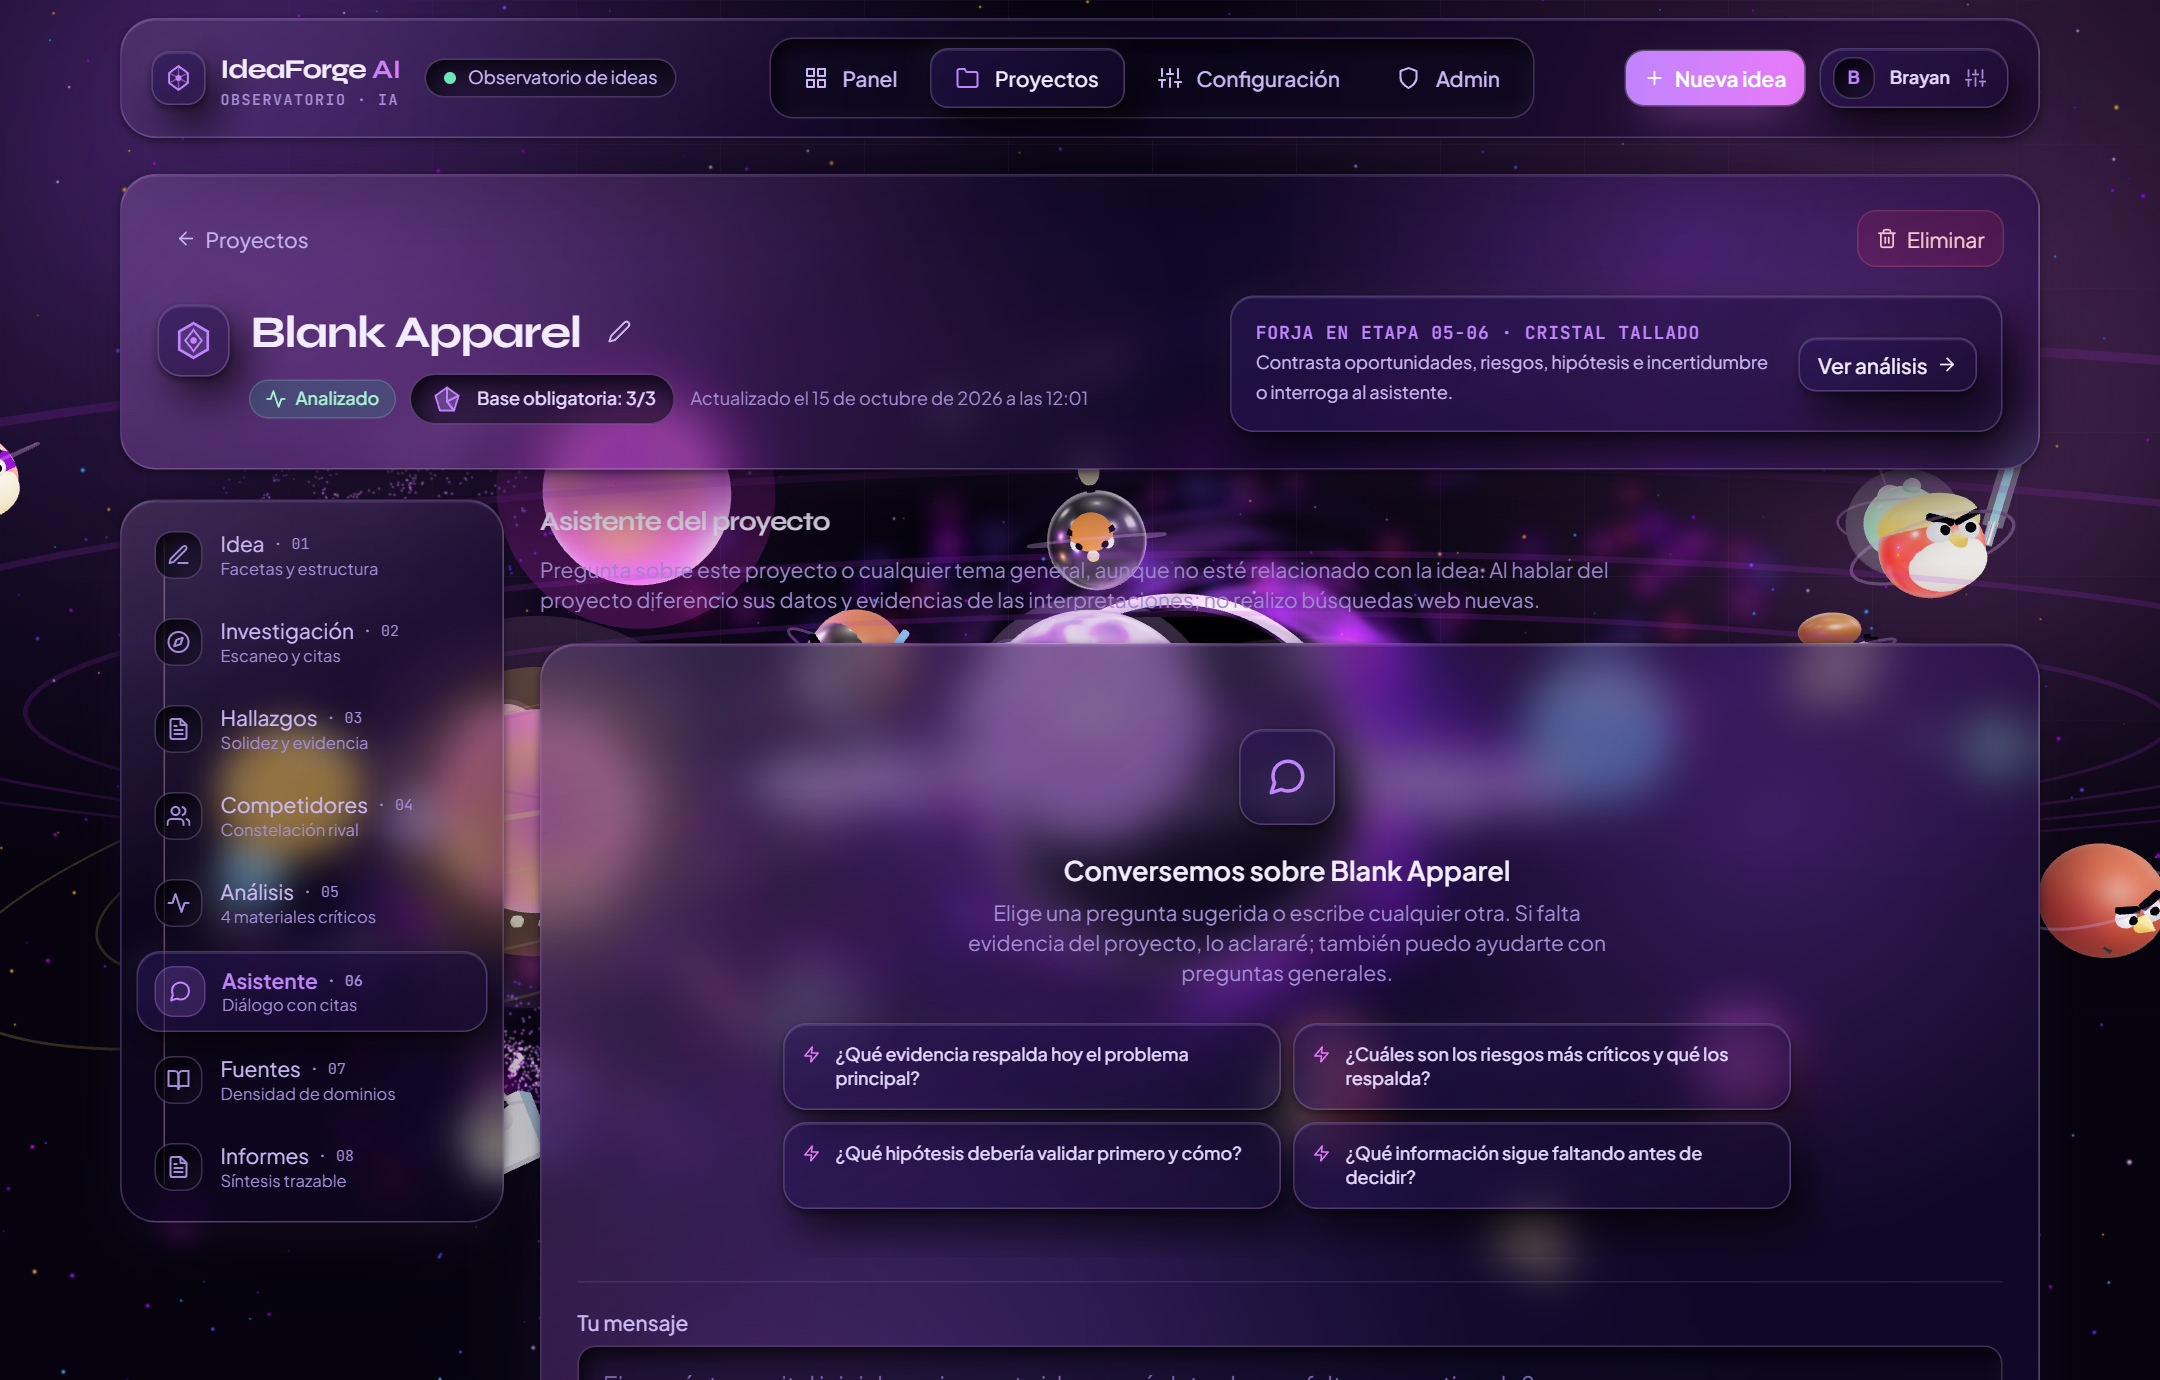 IdeaForge AI
OBSERVATORIO · IA
Observatorio de ideas
Panel
Proyectos
Configuración
Admin
+ Nueva idea
B
Brayan
← Proyectos
Eliminar
Blank Apparel
Analizado
Base obligatoria: 3/3
Actualizado el 15 de octubre de 2026 a las 12:01
FORJA EN ETAPA 05-06 · CRISTAL TALLADO
Contrasta oportunidades, riesgos, hipótesis e incertidumbre
o interroga al asistente.
Ver análisis →
Idea · 01
Facetas y estructura
Investigación · 02
Escaneo y citas
Hallazgos · 03
Solidez y evidencia
Competidores · 04
Constelación rival
Análisis · 05
4 materiales críticos
Asistente · 06
Diálogo con citas
Fuentes · 07
Densidad de dominios
Informes · 08
Síntesis trazable
Asistente del proyecto
Pregunta sobre este proyecto o cualquier tema general, aunque no esté relacionado con la idea. Al hablar del
proyecto diferencio sus datos y evidencias de las interpretaciones; no realizo búsquedas web nuevas.
Conversemos sobre Blank Apparel
Elige una pregunta sugerida o escribe cualquier otra. Si falta
evidencia del proyecto, lo aclararé; también puedo ayudarte con
preguntas generales.
¿Qué evidencia respalda hoy el problema
principal?
¿Cuáles son los riesgos más críticos y qué los
respalda?
¿Qué hipótesis debería validar primero y cómo?
¿Qué información sigue faltando antes de
decidir?
Tu mensaje